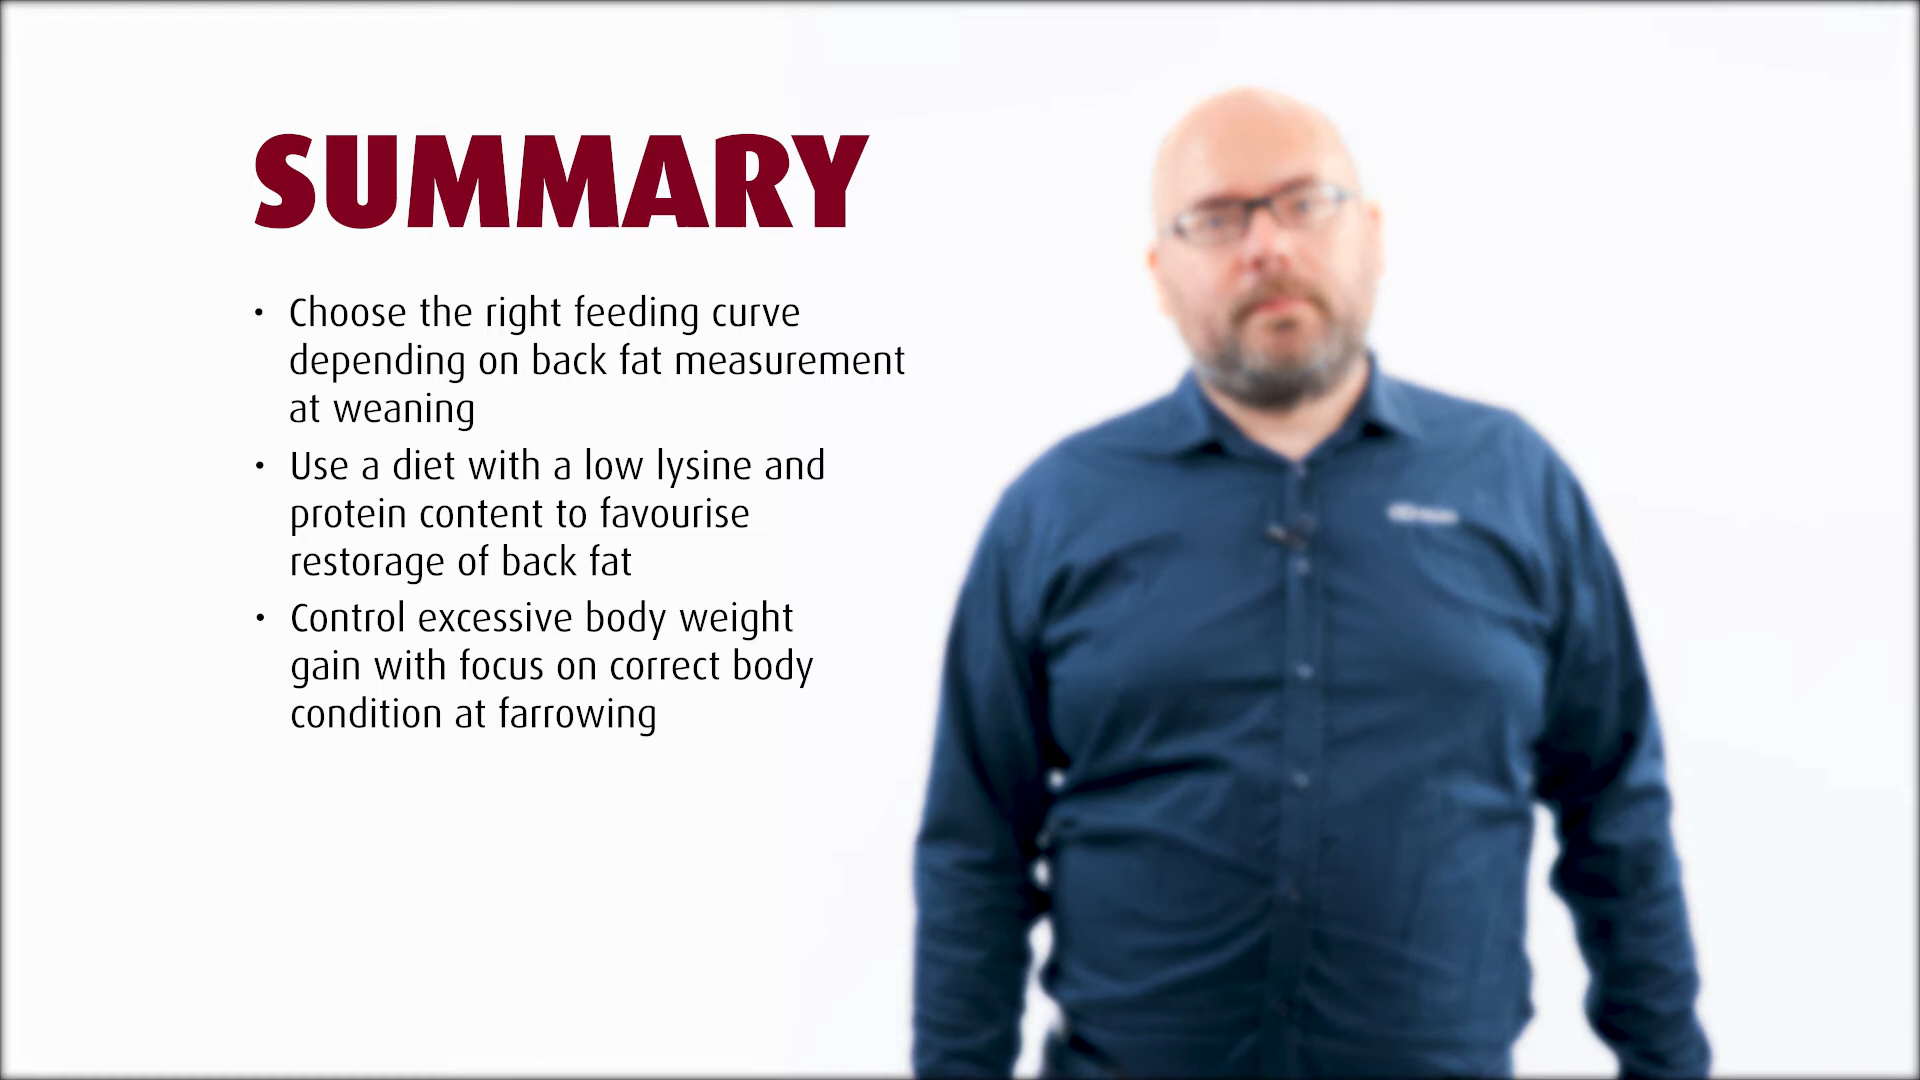 SUMMARY
• Choose the right feeding curve
depending on back fat measurement
at weaning
• Use a diet with a low lysine and
protein content to favourise
restorage of back fat
• Control excessive body weight
gain with focus on correct body
condition at farrowing